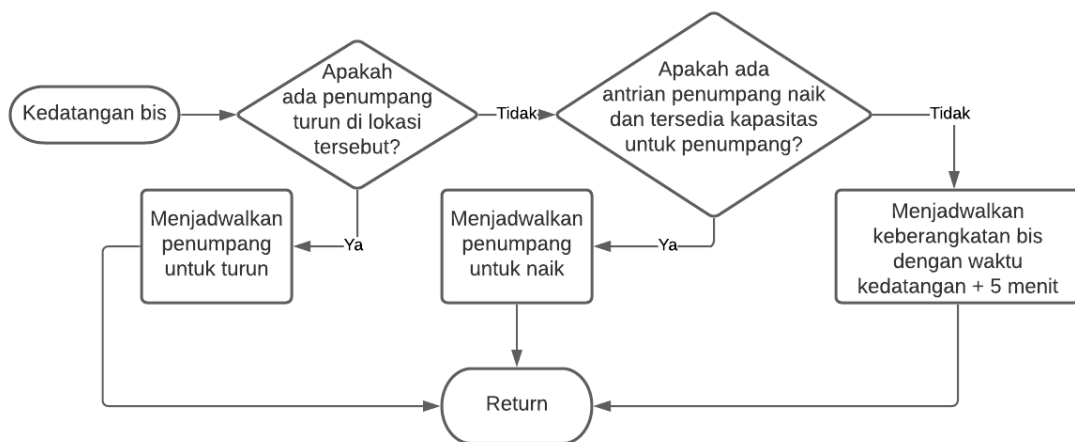 Kedatangan bis
Apakah
ada penumpang
turun di lokasi
tersebut?
Tidak
Apakah ada
antrian penumpang naik
dan tersedia kapasitas
untuk penumpang?
Tidak
Menjadwalkan
penumpang
untuk turun
Ya
Menjadwalkan
penumpang
untuk naik
Ya
Menjadwalkan
keberangkatan bis
dengan waktu
kedatangan + 5 menit
Return